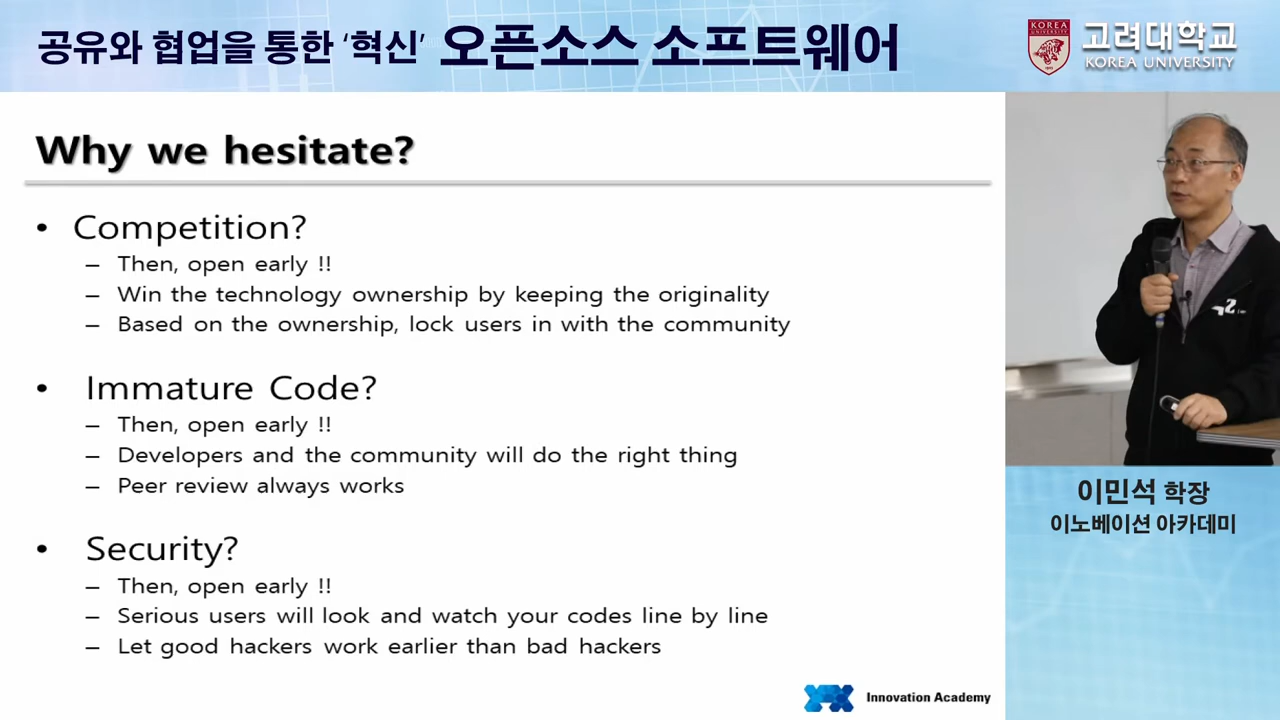 공유와 협업을 통한 ‘혁신’ 오픈소스 소프트웨어
KOREA
UNIVERSITY
고려대학교
KOREA UNIVERSITY
Why we hesitate?
• Competition?
– Then, open early !!
– Win the technology ownership by keeping the originality
– Based on the ownership, lock users in with the community
• Immature Code?
– Then, open early !!
– Developers and the community will do the right thing
– Peer review always works
• Security?
– Then, open early !!
– Serious users will look and watch your codes line by line
– Let good hackers work earlier than bad hackers
Innovation Academy
이민석 학장
이노베이션 아카데미